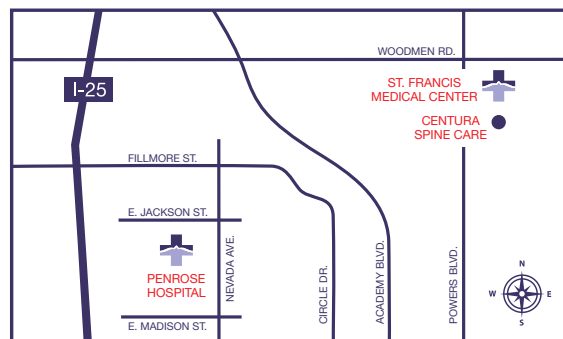 WOODMEN RD.
I-25
ST. FRANCIS
MEDICAL CENTER
CENTURA
SPINE CARE
FILLMORE ST.
E. JACKSON ST.
PENROSE
HOSPITAL
NEVADA AVE.
CIRCLE DR.
ACADEMY BLVD.
POWERS BLVD.
E. MADISON ST.
N
W
E
S